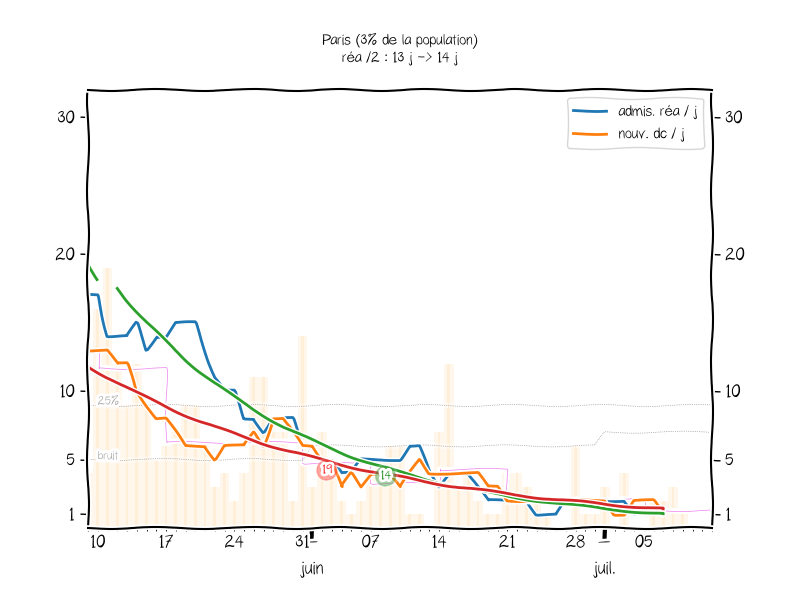 Paris (3% de la population)
réa /2 : 13 j -> 14 j
admis. réa / j
nouv. dc / j
30
30
20
20
10
10
25%
bruit
5
5
19
14
1
1
10 17 24 31 07 14 21 28 05
juin juil.